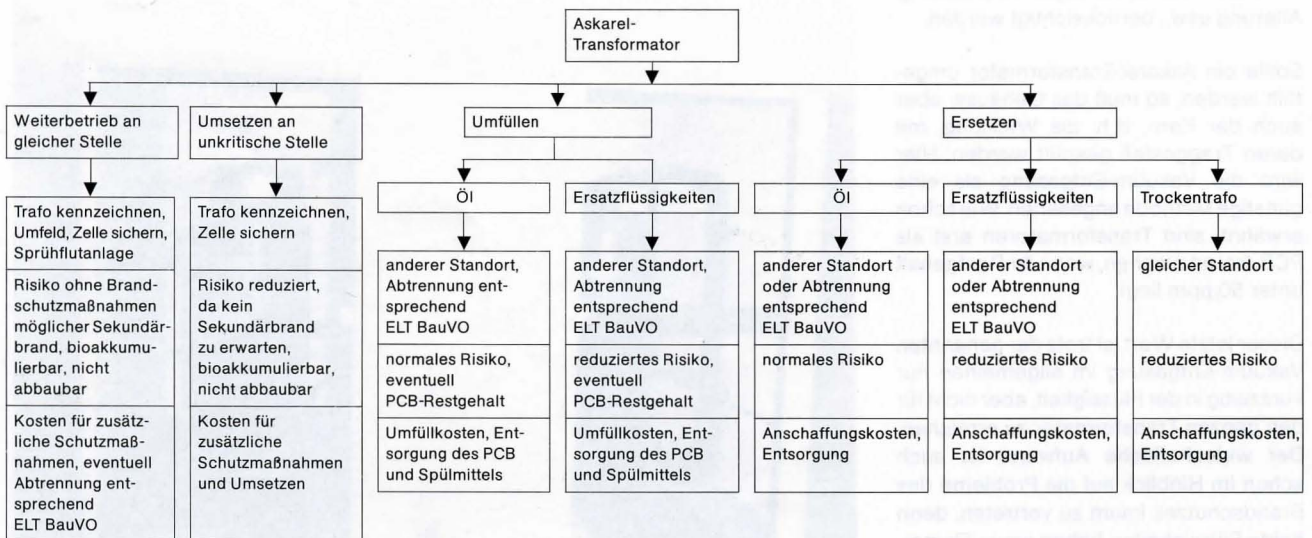 Askarel-
Transformator
Weiterbetrieb an
gleicher Stelle
Umsetzen an
unkritische Stelle
Umfüllen
Ersetzen
Öl
Ersatzflüssigkeiten
Öl
Ersatzflüssigkeiten
Trockentrafo
Trafo kennzeichnen,
Umfeld, Zelle sichern,
Sprühflutanlage
Risiko ohne Brand-
schutzmaßnahmen
möglicher Sekundär-
brand, bioakkumu-
lierbar, nicht
abbaubar
Kosten für zusätz-
liche Schutzmaß-
nahmen, eventuell
Abtrennung ent-
sprechend
ELT BauVO
Trafo kennzeichnen,
Zelle sichern
Risiko reduziert,
da kein
Sekundärbrand
zu erwarten,
bioakkumulierbar,
nicht abbaubar
Kosten für
zusätzliche
Schutzmaßnahmen
und Umsetzen
anderer Standort,
Abtrennung ent-
sprechend
ELT BauVO
normales Risiko,
eventuell
PCB-Restgehalt
Umfüllkosten, Ent-
sorgung des PCB
und Spülmittels
anderer Standort,
Abtrennung
entsprechend
ELT BauVO
reduziertes Risiko,
eventuell
PCB-Restgehalt
Umfüllkosten, Ent-
sorgung des PCB
und Spülmittels
anderer Standort
oder Abtrennung
entsprechend
ELT BauVO
normales Risiko
Anschaffungskosten,
Entsorgung
anderer Standort
oder Abtrennung
entsprechend
ELT BauVO
reduziertes Risiko
Anschaffungskosten,
Entsorgung
gleicher Standort
reduziertes Risiko
Anschaffungskosten,
Entsorgung